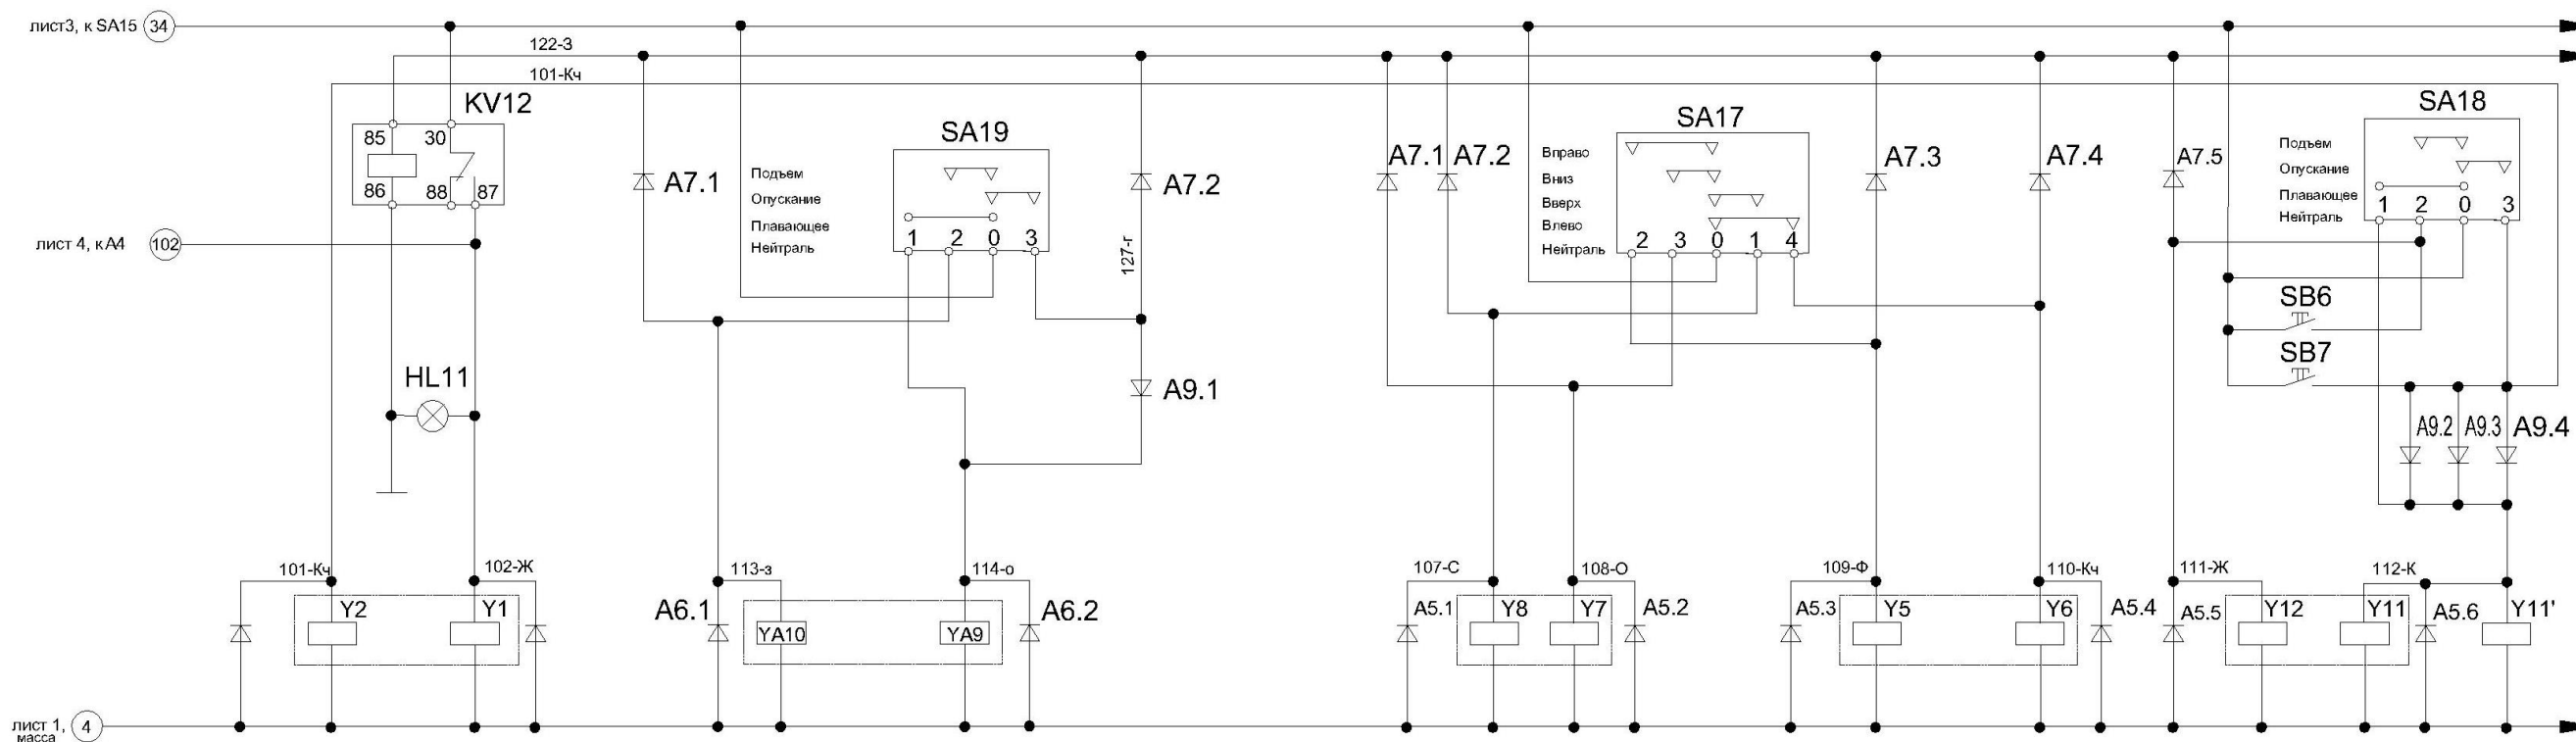 лист3, к SA15 34
122-З
101-Кч
KV12
85 30
86 88 87
лист 4, к А4 102
HL11
A7.1
SA19
Подъем
Опускание
Плавающее
Нейтраль
1 2 0 3
A7.2
127-г
A9.1
A7.1 A7.2
SA17
Вправо
Вниз
Вверх
Влево
Нейтраль
2 3 0 1 4
A7.3
A7.4
A7.5
SA18
Подъем
Опускание
Плавающее
Нейтраль
1 2 0 3
SB6
SB7
A9.2 A9.3 A9.4
101-Кч
102-Ж
113-з
114-о
107-С
108-О
109-Ф
110-Кч
111-Ж
112-К
Y2 Y1
A6.1
YA10
YA9
A6.2
A5.1
Y8 Y7
A5.2
A5.3
Y5 Y6
A5.4
A5.5
Y12 Y11
A5.6
Y11'
лист 1, 4
масса